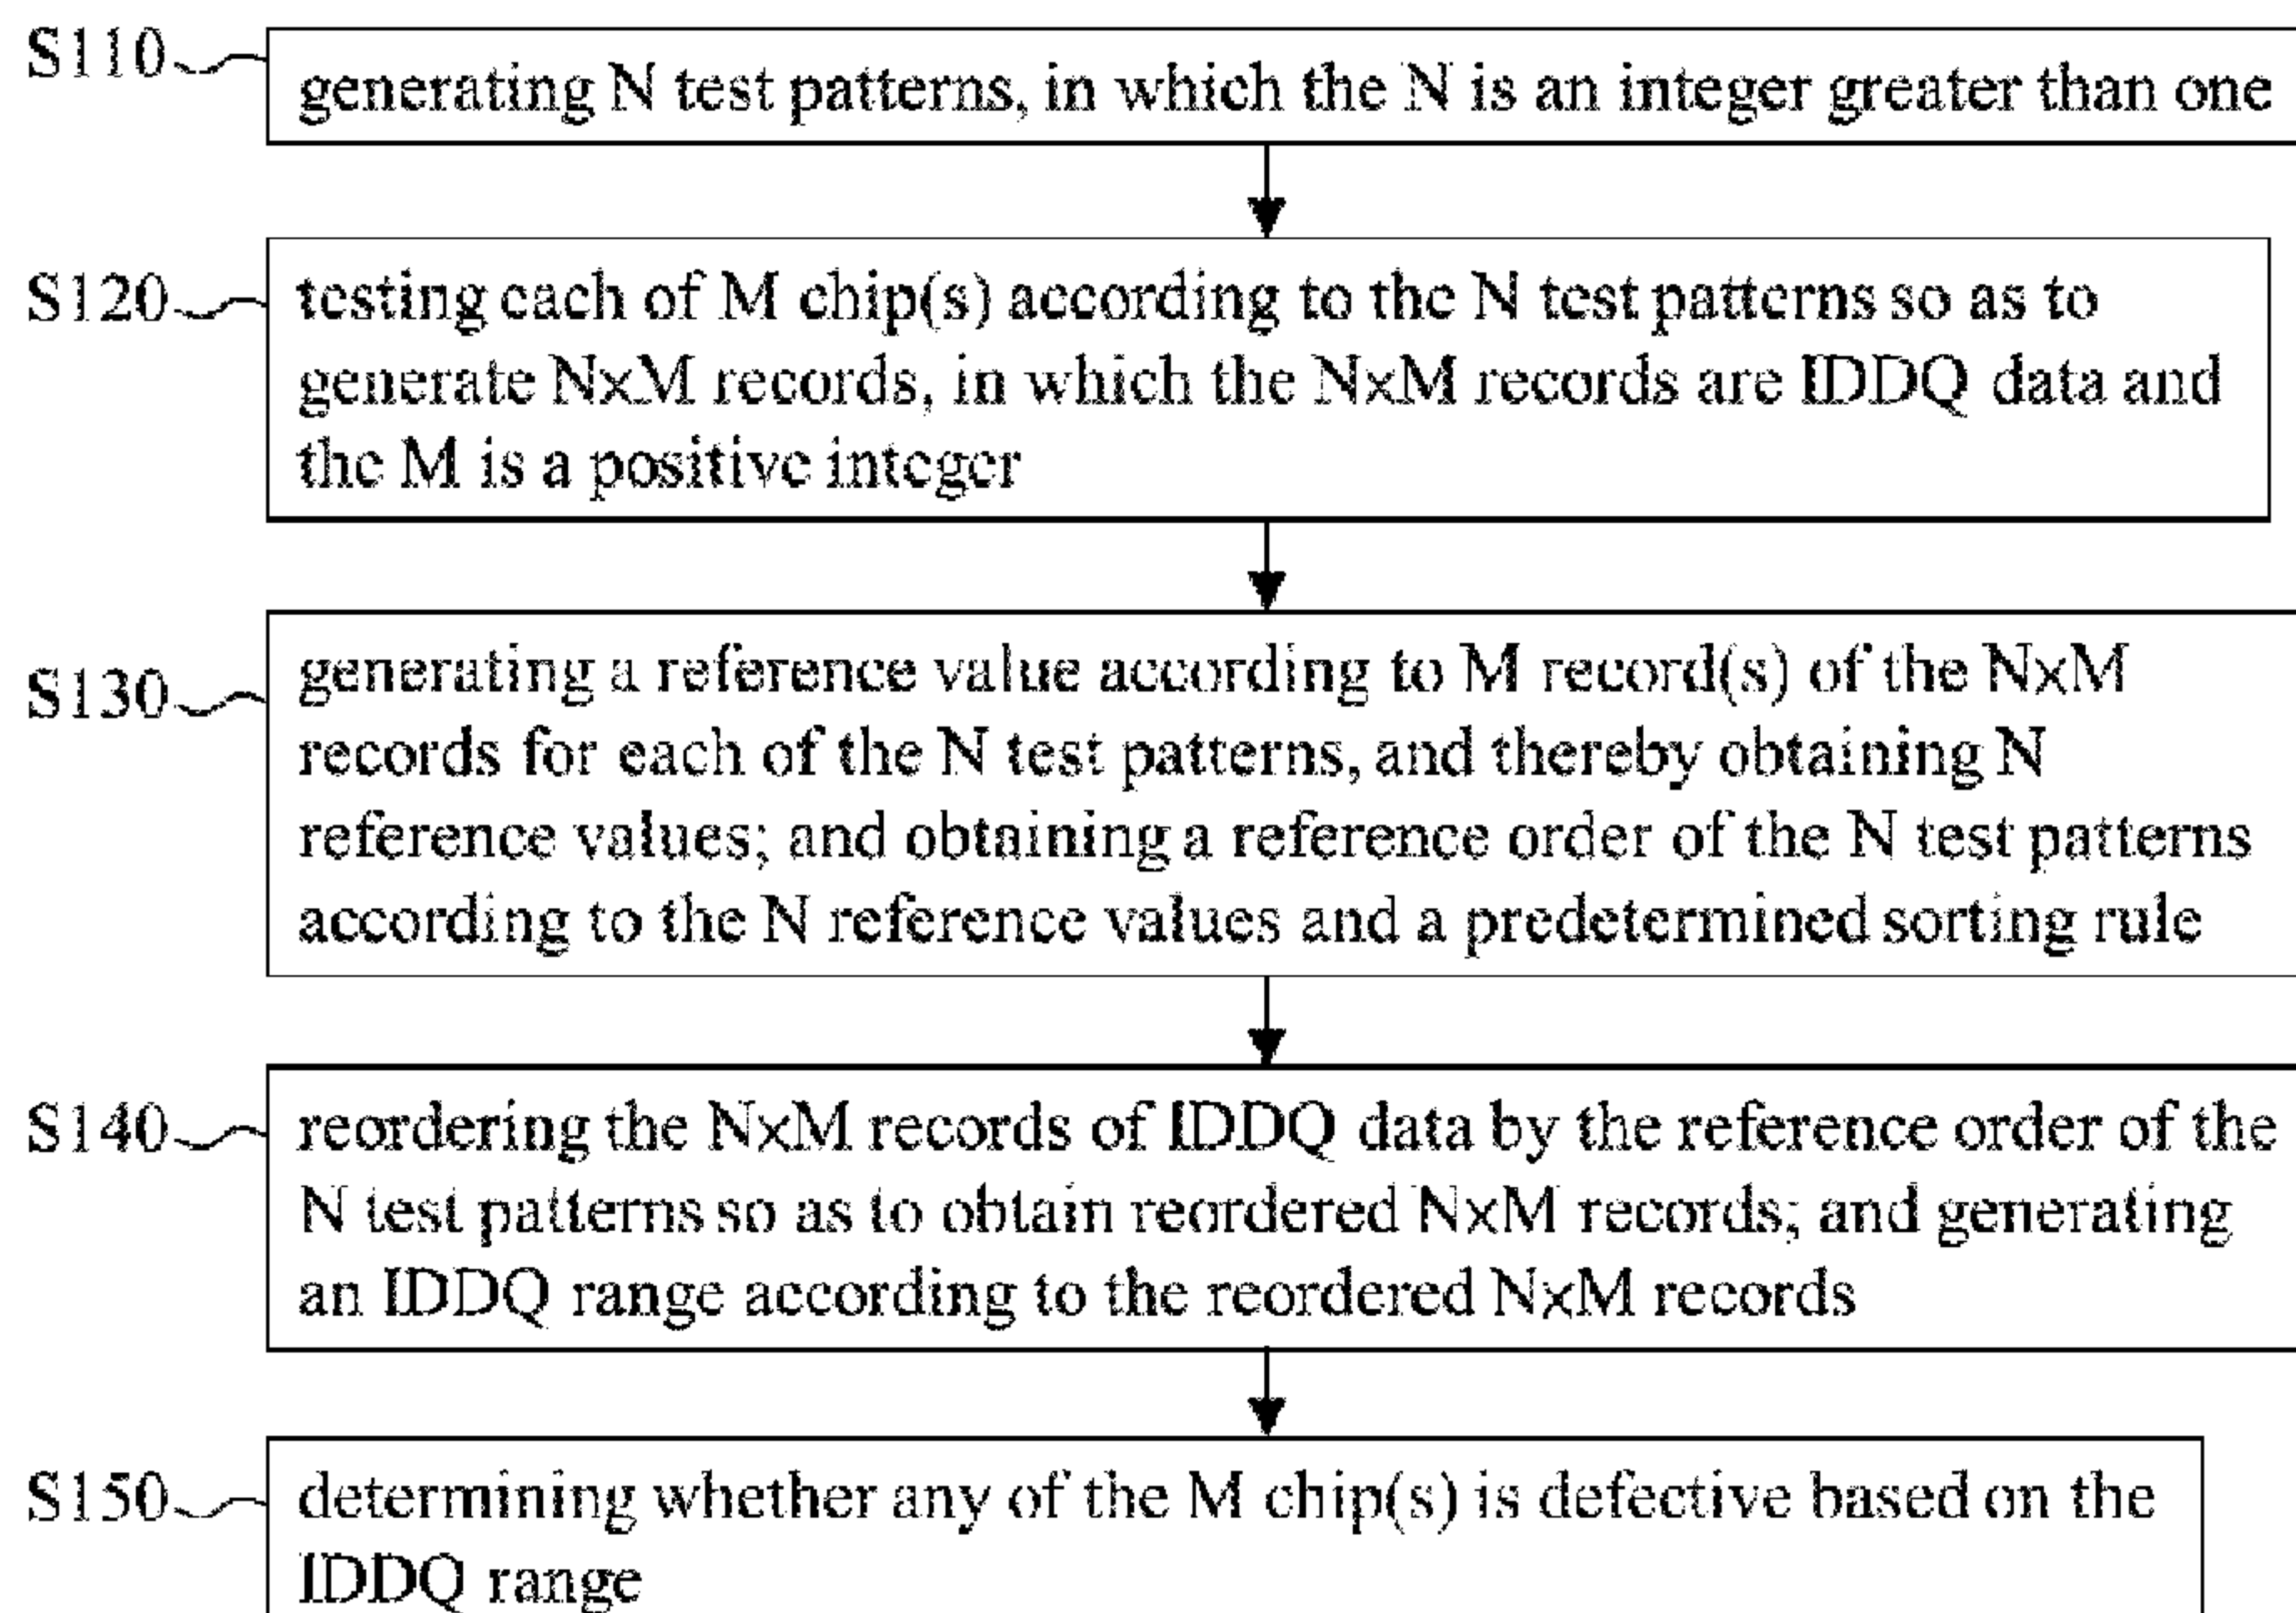 S110
generating N test patterns, in which the N is an integer greater than one
S120
testing each of M chip(s) according to the N test patterns so as to
generate N×M records, in which the N×M records are IDDQ data and
the M is a positive integer
S130
generating a reference value according to M record(s) of the N×M
records for each of the N test patterns, and thereby obtaining N
reference values; and obtaining a reference order of the N test patterns
according to the N reference values and a predetermined sorting rule
S140
reordering the N×M records of IDDQ data by the reference order of the
N test patterns so as to obtain reordered N×M records; and generating
an IDDQ range according to the reordered N×M records
S150
determining whether any of the M chip(s) is defective based on the
IDDQ range